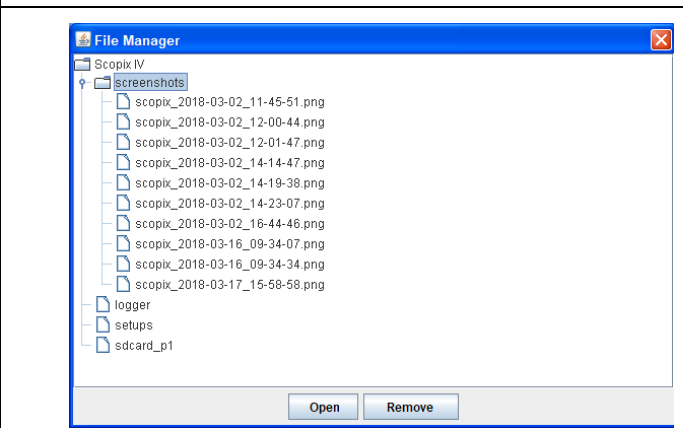 File Manager
Scopix IV
screenshots
scopix_2018-03-02_11-45-51.png
scopix_2018-03-02_12-00-44.png
scopix_2018-03-02_12-01-47.png
scopix_2018-03-02_14-14-47.png
scopix_2018-03-02_14-19-38.png
scopix_2018-03-02_14-23-07.png
scopix_2018-03-02_16-44-46.png
scopix_2018-03-16_09-34-07.png
scopix_2018-03-16_09-34-34.png
scopix_2018-03-17_15-58-58.png
logger
setups
sdcard_p1
Open Remove